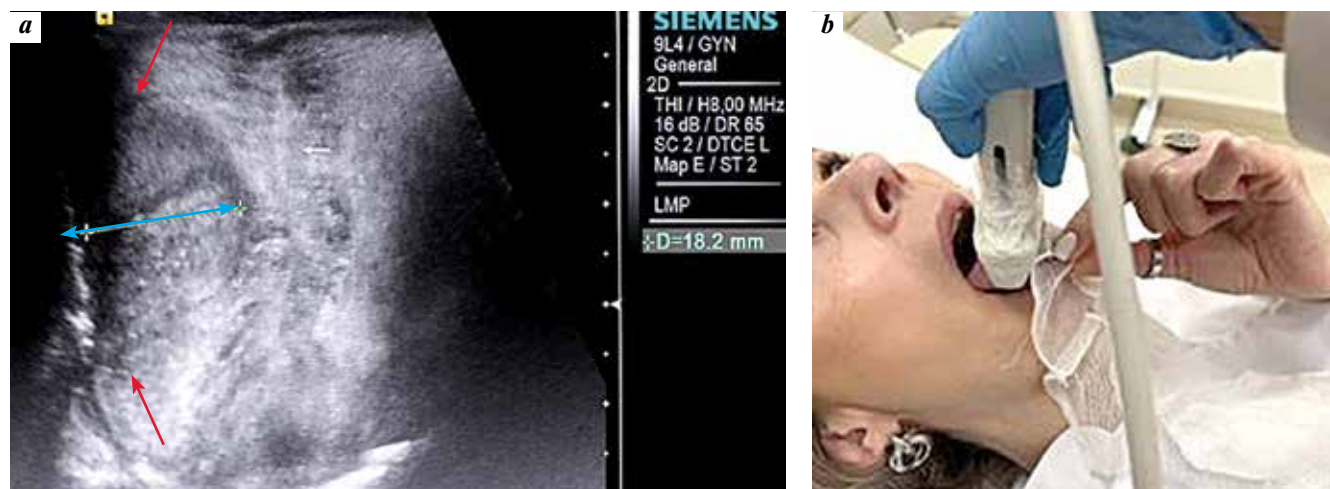 a
SIEMENS
9L4 / GYN
General
2D
THI / H8,00 MHz
16 dB / DR 65
SC 2 / DTCE L
Map E / ST 2
LMP
D=18.2 mm
b